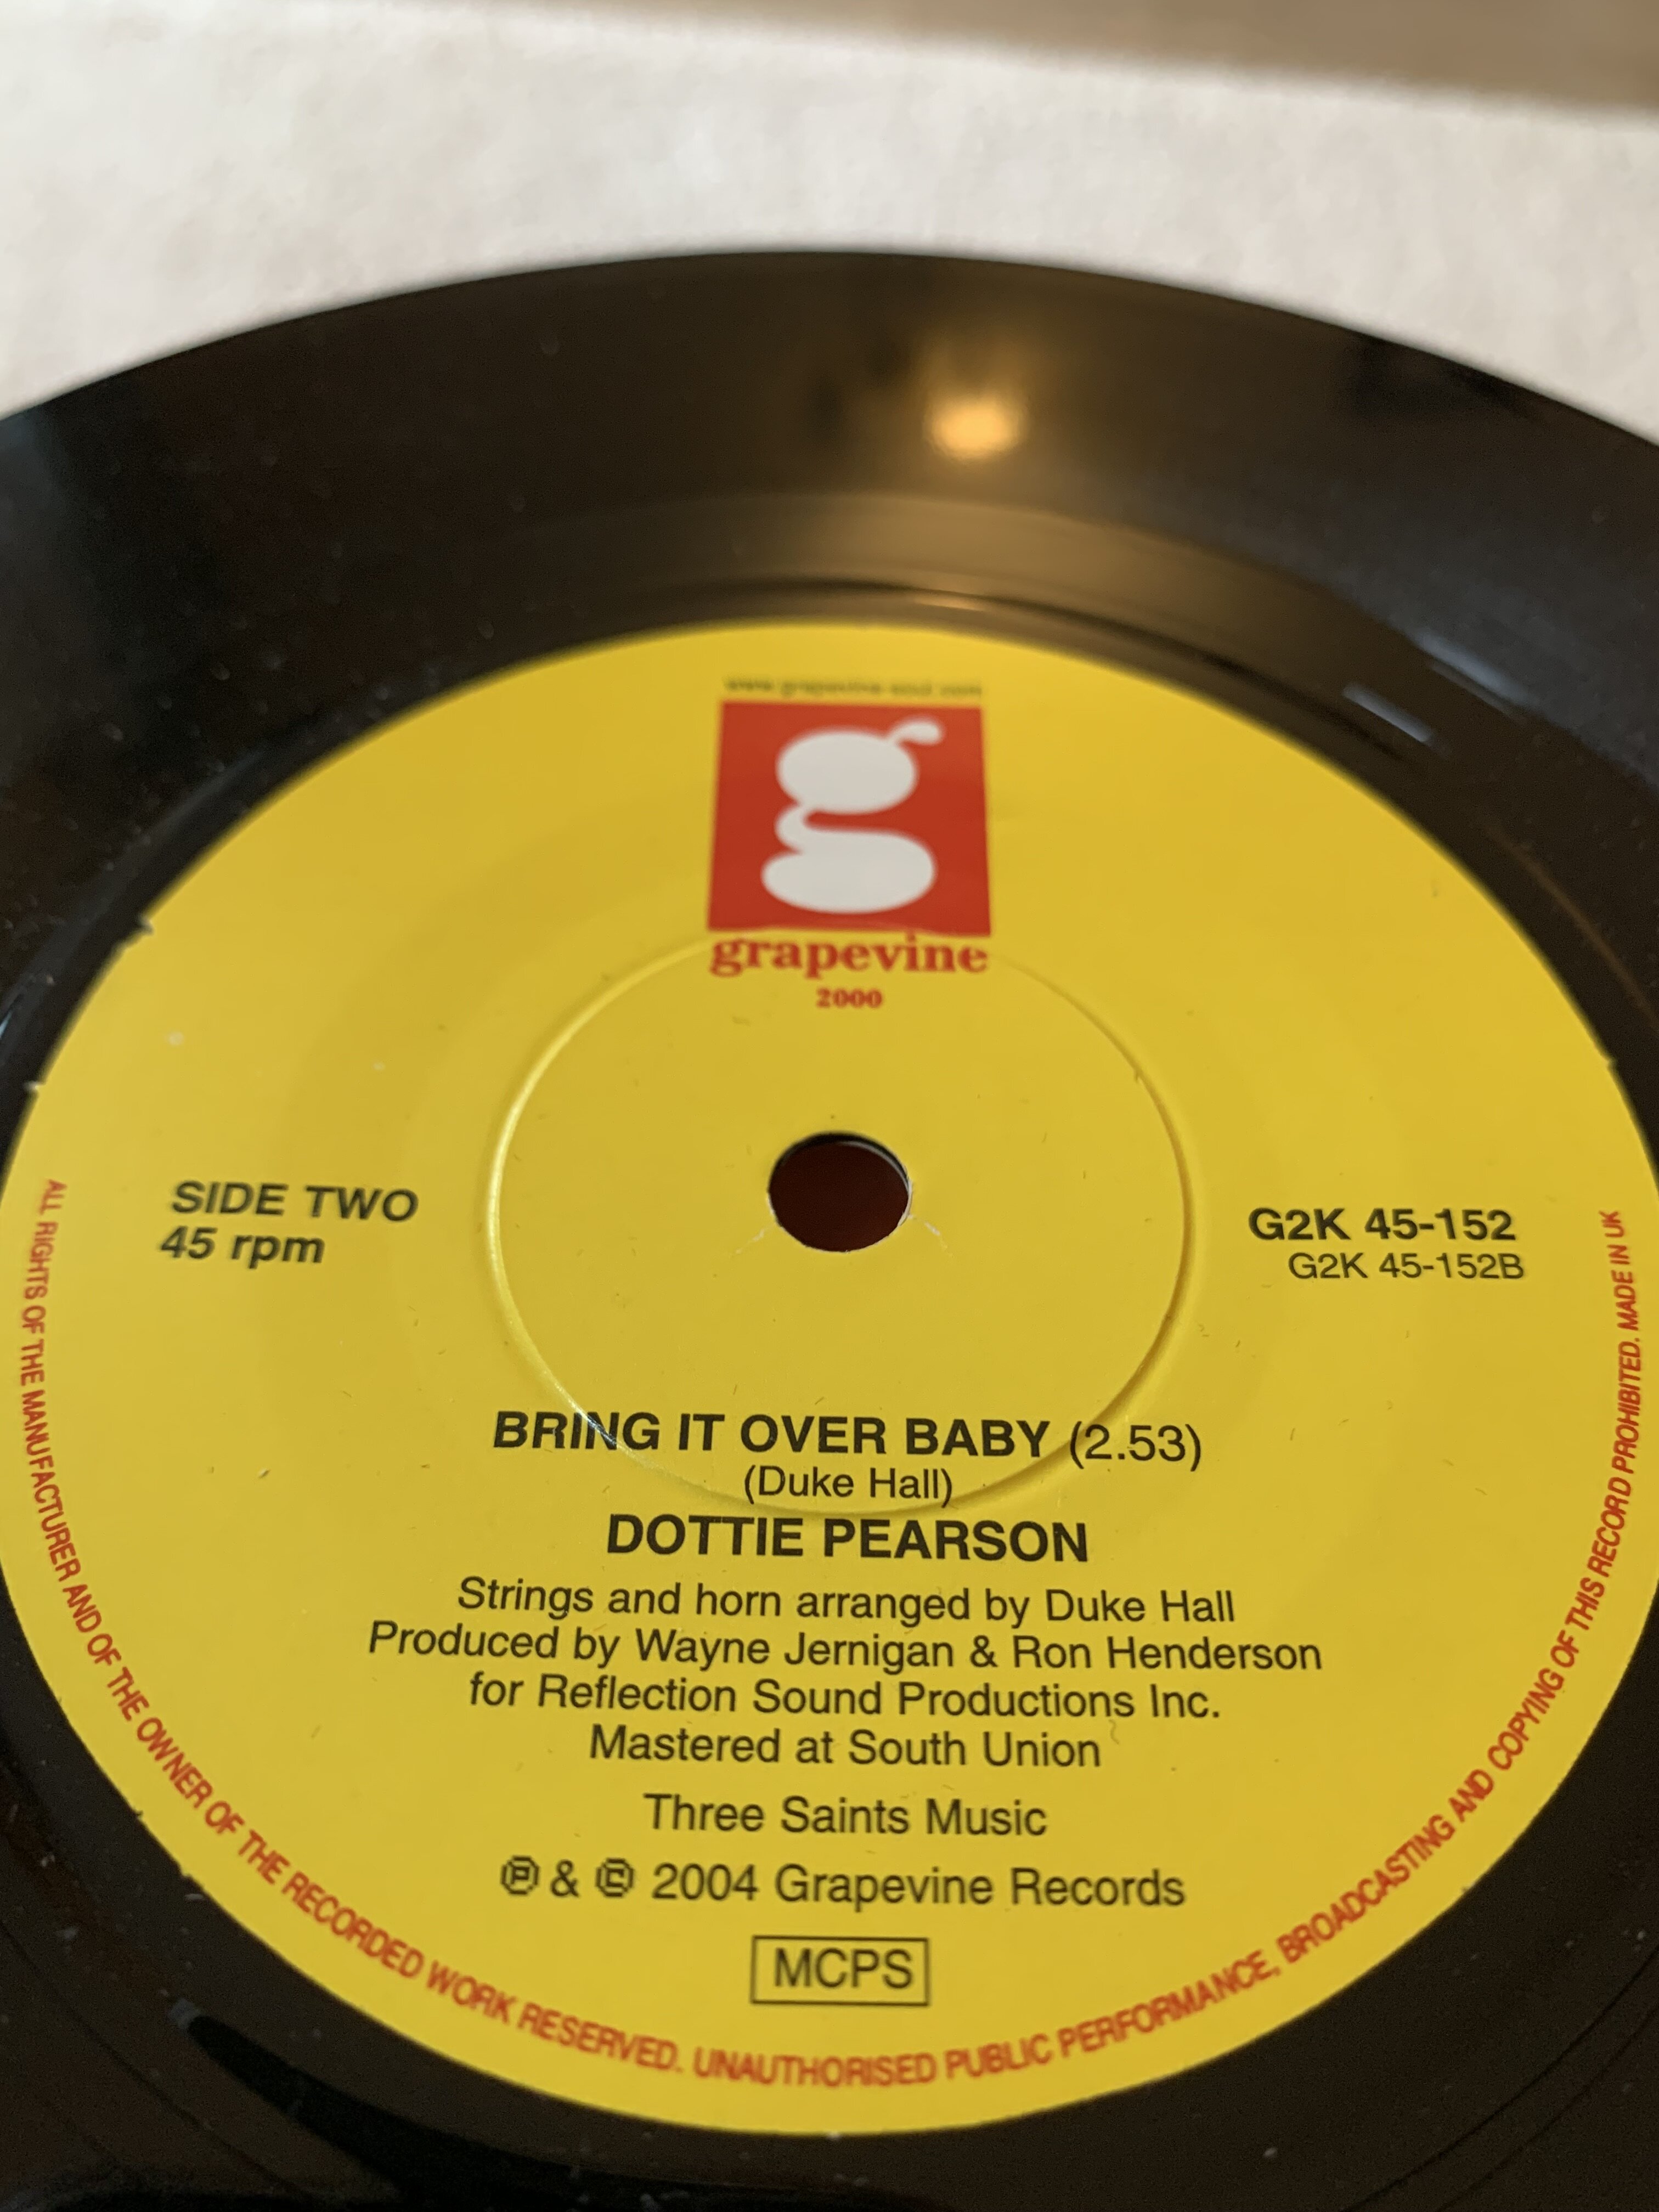 www.grapevine-soul.com
g
grapevine
2000
SIDE TWO
45 rpm
G2K 45-152
G2K 45-152B
BRING IT OVER BABY (2.53)
(Duke Hall)
DOTTIE PEARSON
Strings and horn arranged by Duke Hall
Produced by Wayne Jernigan & Ron Henderson
for Reflection Sound Productions Inc.
Mastered at South Union
Three Saints Music
℗ & © 2004 Grapevine Records
MCPS
ALL RIGHTS OF THE MANUFACTURER AND OF THE OWNER OF THE RECORDED WORK RESERVED. UNAUTHORISED PUBLIC PERFORMANCE, BROADCASTING AND COPYING OF THIS RECORD PROHIBITED. MADE IN UK